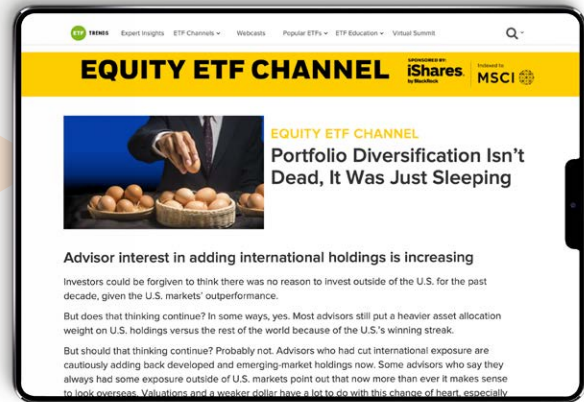 ETF TRENDS Expert Insights ETF Channels Webcasts Popular ETFs ETF Education Virtual Summit
EQUITY ETF CHANNEL
SPONSORED BY:
iShares.
by BlackRock
Indexed to
MSCI
EQUITY ETF CHANNEL
Portfolio Diversification Isn't
Dead, It Was Just Sleeping
Advisor interest in adding international holdings is increasing
Investors could be forgiven to think there was no reason to invest outside of the U.S. for the past
decade, given the U.S. markets' outperformance.
But does that thinking continue? In some ways, yes. Most advisors still put a heavier asset allocation
weight on U.S. holdings versus the rest of the world because of the U.S.'s winning streak.
But should that thinking continue? Probably not. Advisors who had cut international exposure are
cautiously adding back developed and emerging-market holdings now. Some advisors who say they
always had some exposure outside of U.S. markets point out that now more than ever it makes sense
to look overseas. Valuations and a weaker dollar have a lot to do with this change of heart, especially